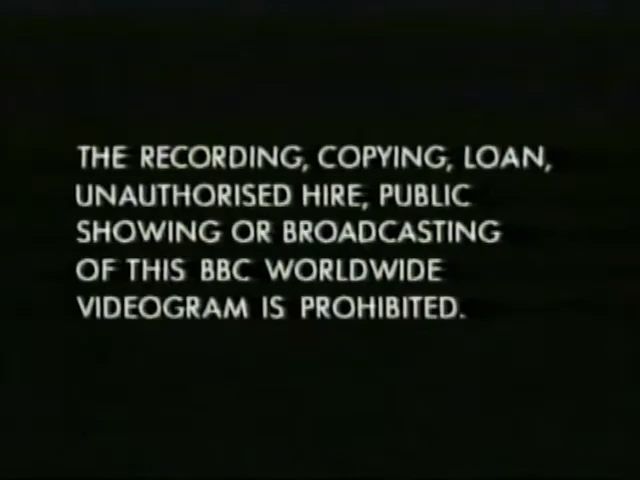 THE RECORDING, COPYING, LOAN,
UNAUTHORISED HIRE, PUBLIC
SHOWING OR BROADCASTING
OF THIS BBC WORLDWIDE
VIDEOGRAM IS PROHIBITED.